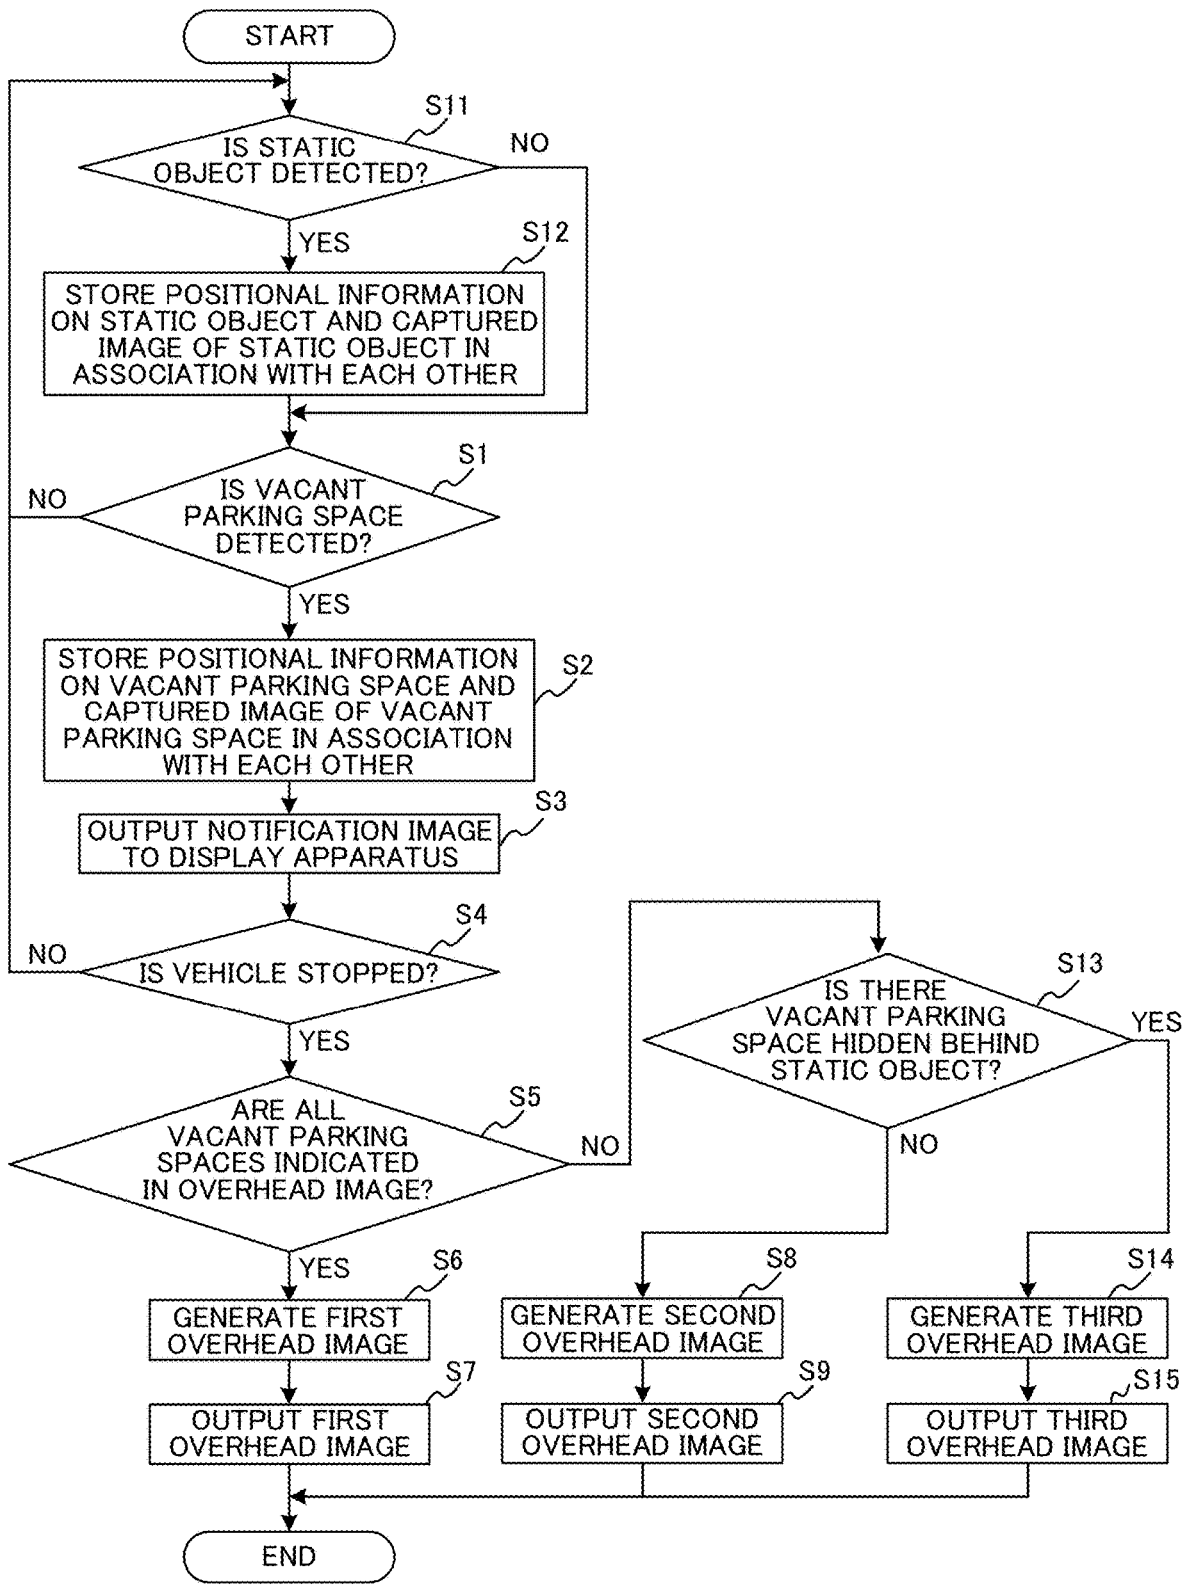 START
S11
IS STATIC
OBJECT DETECTED?
NO
YES
S12
STORE POSITIONAL INFORMATION
ON STATIC OBJECT AND CAPTURED
IMAGE OF STATIC OBJECT IN
ASSOCIATION WITH EACH OTHER
S1
NO
IS VACANT
PARKING SPACE
DETECTED?
YES
STORE POSITIONAL INFORMATION
ON VACANT PARKING SPACE AND
CAPTURED IMAGE OF VACANT
PARKING SPACE IN ASSOCIATION
WITH EACH OTHER
S2
S3
OUTPUT NOTIFICATION IMAGE
TO DISPLAY APPARATUS
S4
NO
IS VEHICLE STOPPED?
YES
S5
ARE ALL
VACANT PARKING
SPACES INDICATED
IN OVERHEAD IMAGE?
NO
S13
IS THERE
VACANT PARKING
SPACE HIDDEN BEHIND
STATIC OBJECT?
YES
NO
YES
S6
GENERATE FIRST
OVERHEAD IMAGE
S8
GENERATE SECOND
OVERHEAD IMAGE
S14
GENERATE THIRD
OVERHEAD IMAGE
S7
OUTPUT FIRST
OVERHEAD IMAGE
S9
OUTPUT SECOND
OVERHEAD IMAGE
S15
OUTPUT THIRD
OVERHEAD IMAGE
END